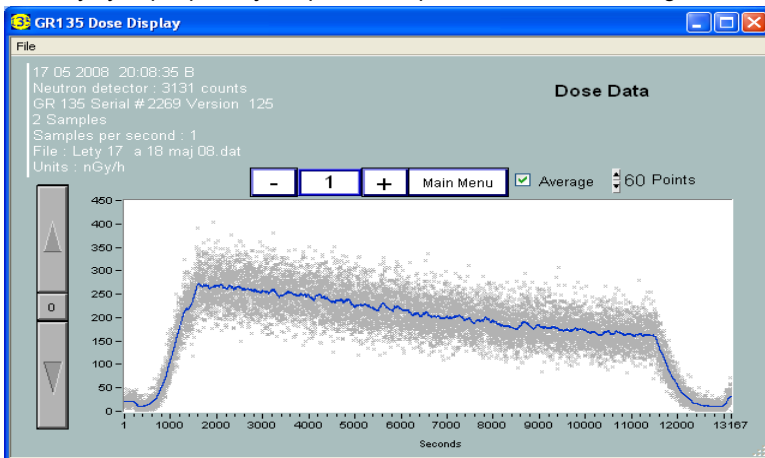 GR135 Dose Display
File
17 05 2008 20:08:35 B
Neutron detector : 3131 counts
GR 135 Serial # 2269 Version 125
2 Samples
Samples per second : 1
File : Lety 17 a 18 maj 08.dat
Units : nGy/h
Dose Data
- 1 + Main Menu Average 60 Points
0
450
400
350
300
250
200
150
100
50
0
1 1000 2000 3000 4000 5000 6000 7000 8000 9000 10000 11000 12000 13167
Seconds